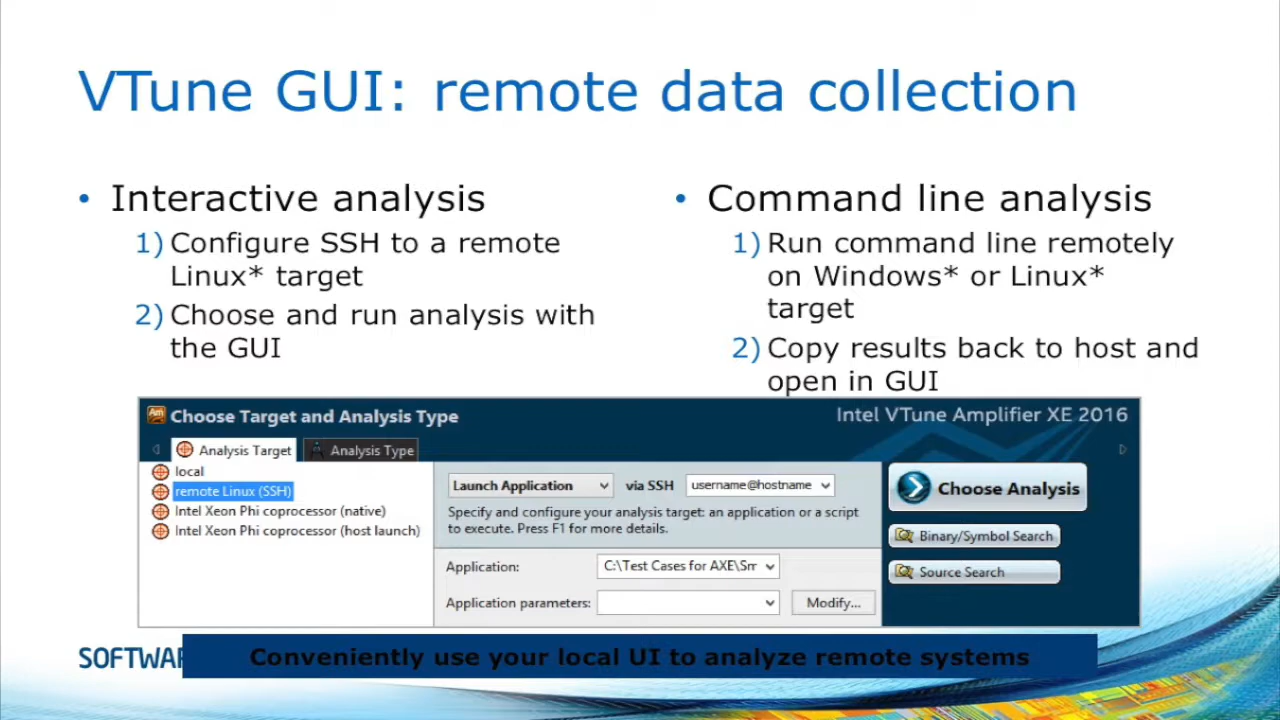 VTune GUI: remote data collection
• Interactive analysis
1) Configure SSH to a remote
Linux* target
2) Choose and run analysis with
the GUI
• Command line analysis
1) Run command line remotely
on Windows* or Linux*
target
2) Copy results back to host and
open in GUI
Choose Target and Analysis Type
Intel VTune Amplifier XE 2016
Analysis Target
Analysis Type
local
remote Linux (SSH)
Intel Xeon Phi coprocessor (native)
Intel Xeon Phi coprocessor (host launch)
Launch Application
via SSH
username@hostname
Specify and configure your analysis target: an application or a script
to execute. Press F1 for more details.
Application:
C:\Test Cases for AXE\Sm
Application parameters:
Modify...
Choose Analysis
Binary/Symbol Search
Source Search
Conveniently use your local UI to analyze remote systems